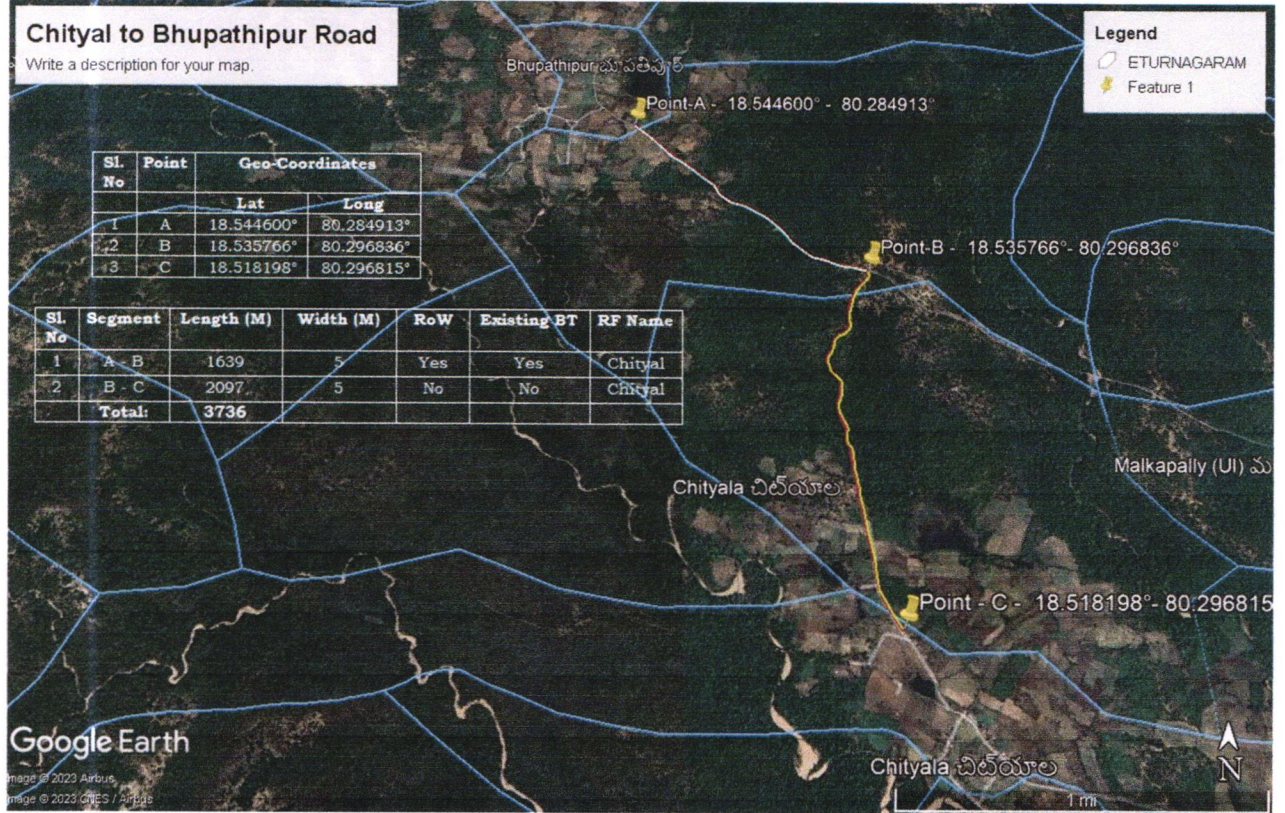 Chityal to Bhupathipur Road
Write a description for your map.
Legend
ETURNAGARAM
Feature 1
Bhupathipur భుపతిపూర్
Point-A - 18.544600° - 80.284913°
Sl. No Point Geo-Coordinates
Lat Long
1 A 18.544600° 80.284913°
2 B 18.535766° 80.296836°
3 C 18.518198° 80.296815°
Point-B - 18.535766°- 80.296836°
Sl. No Segment Length (M) Width (M) RoW Existing BT RF Name
1 A - B 1639 5 Yes Yes Chityal
2 B - C 2097 5 No No Chityal
Total: 3736
Malkapally (UI) మ
Chityala చిట్యాల
Point - C - 18.518198°- 80.296815
Google Earth
Image © 2023 Airbus
Image © 2023 CNES / Airbus
Chityala చిట్యాల
1 mi
N